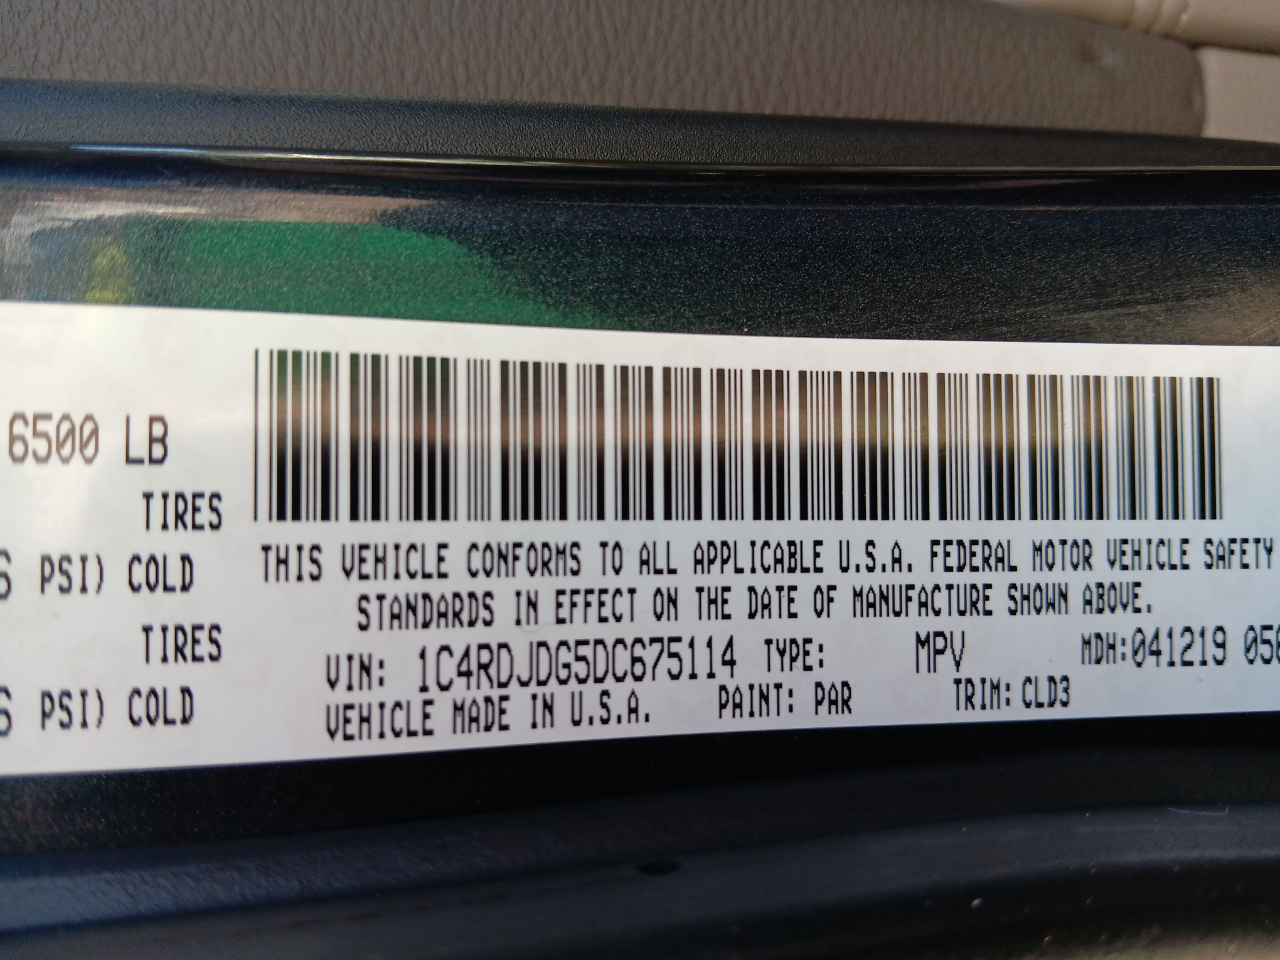 6500 LB
TIRES
PSI) COLD
TIRES
PSI) COLD
THIS VEHICLE CONFORMS TO ALL APPLICABLE U.S.A. FEDERAL MOTOR VEHICLE SAFETY
STANDARDS IN EFFECT ON THE DATE OF MANUFACTURE SHOWN ABOVE.
VIN: 1C4RDJDG5DC675114 TYPE: MPV MDH:041219 050
VEHICLE MADE IN U.S.A. PAINT: PAR TRIM: CLD3